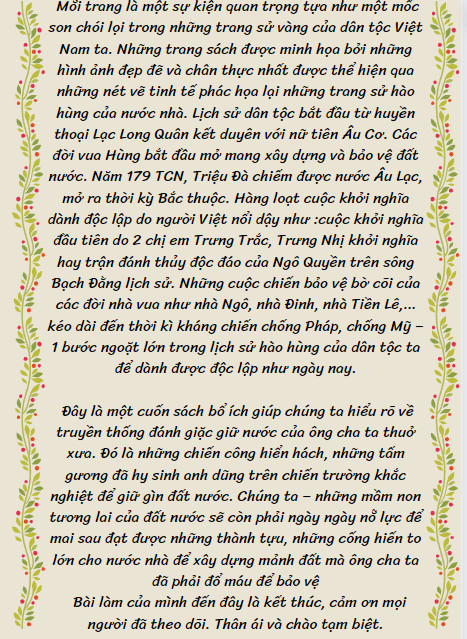 Mỗi trang là một sự kiện quan trọng tựa như một mốc
son chói lọi trong những trang sử vàng của dân tộc Việt
Nam ta. Những trang sách được minh họa bởi những
hình ảnh đẹp đẽ và chân thực nhất được thể hiện qua
những nét vẽ tinh tế phác họa lại những trang sử hào
hùng của nước nhà. Lịch sử dân tộc bắt đầu từ huyền
thoại Lạc Long Quân kết duyên với nữ tiên Âu Cơ. Các
đời vua Hùng bắt đầu mở mang xây dựng và bảo vệ đất
nước. Năm 179 TCN, Triệu Đà chiếm được nước Âu Lạc,
mở ra thời kỳ Bắc thuộc. Hàng loạt cuộc khởi nghĩa
dành độc lập do người Việt nổi dậy như :cuộc khởi nghĩa
đầu tiên do 2 chị em Trưng Trắc, Trưng Nhị khởi nghĩa
hay trận đánh thủy độc đáo của Ngô Quyền trên sông
Bạch Đằng lịch sử. Những cuộc chiến bảo vệ bờ cõi của
các đời nhà vua như nhà Ngô, nhà Đinh, nhà Tiền Lê,...
kéo dài đến thời kì kháng chiến chống Pháp, chống Mỹ –
1 bước ngoặt lớn trong lịch sử hào hùng của dân tộc ta
để dành được độc lập như ngày nay.
Đây là một cuốn sách bổ ích giúp chúng ta hiểu rõ về
truyền thống đánh giặc giữ nước của ông cha ta thuở
xưa. Đó là những chiến công hiển hách, những tấm
gương đã hy sinh anh dũng trên chiến trường khắc
nghiệt để giữ gìn đất nước. Chúng ta – những mầm non
tương lai của đất nước sẽ còn phải ngày ngày nỗ lực để
mai sau đạt được những thành tựu, những cống hiến to
lớn cho nước nhà để xây dựng mảnh đất mà ông cha ta
đã phải đổ máu để bảo vệ
Bài làm của mình đến đây là kết thúc, cảm ơn mọi
người đã theo dõi. Thân ái và chào tạm biệt.